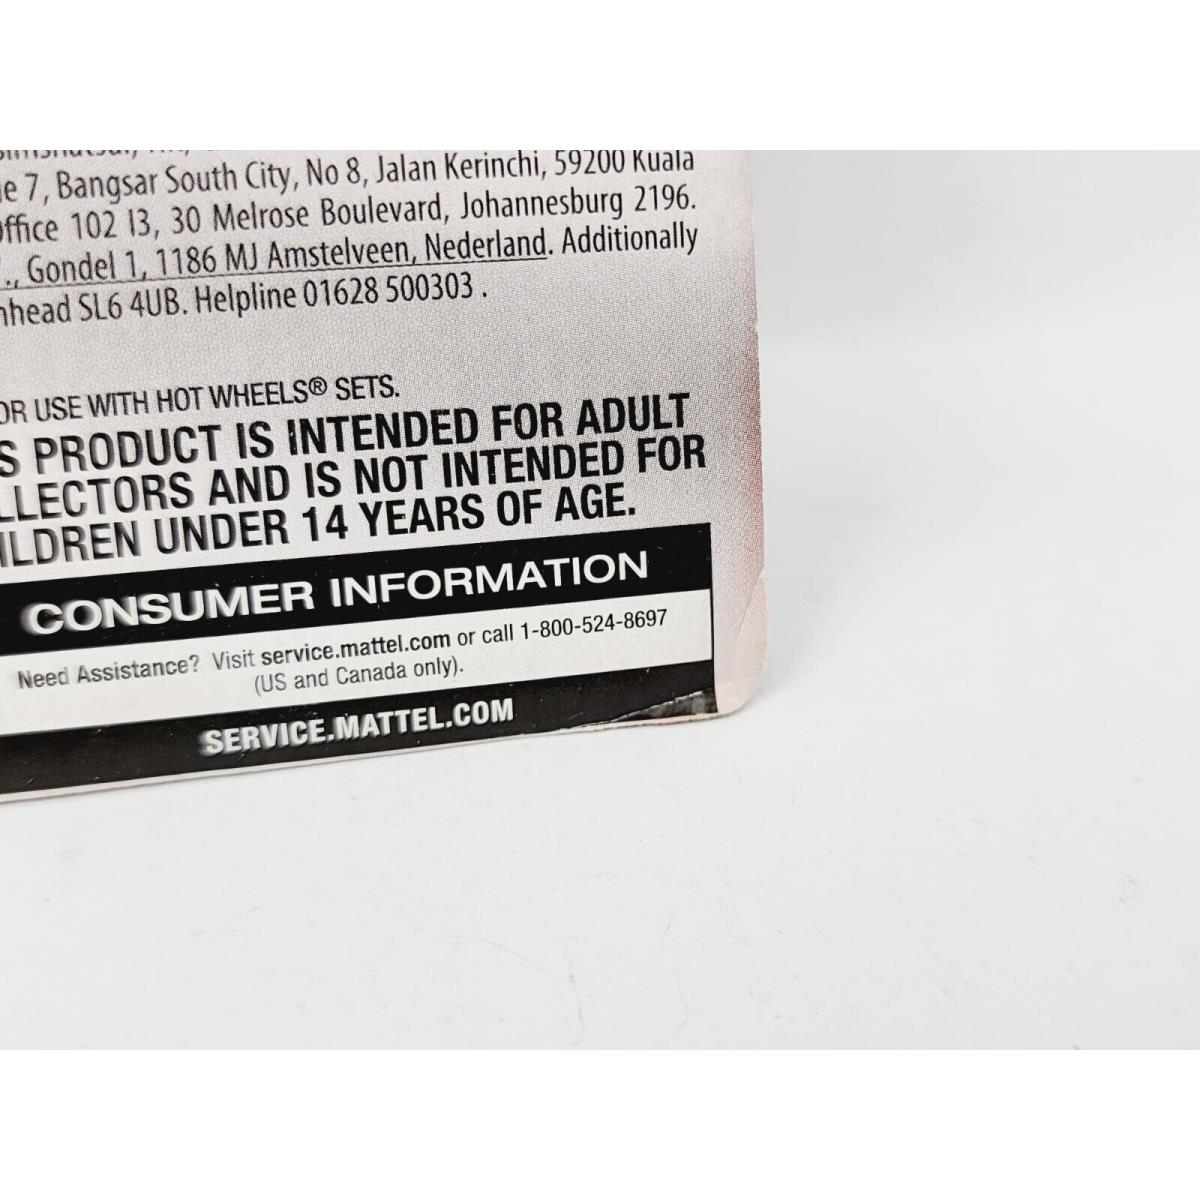 7, Bangsar South City, No 8, Jalan Kerinchi, 59200 Kuala
ffice 102 I3, 30 Melrose Boulevard, Johannesburg 2196.
., Gondel 1, 1186 MJ Amstelveen, Nederland. Additionally
nhead SL6 4UB. Helpline 01628 500303 .
OR USE WITH HOT WHEELS® SETS.
S PRODUCT IS INTENDED FOR ADULT
LLECTORS AND IS NOT INTENDED FOR
ILDREN UNDER 14 YEARS OF AGE.
CONSUMER INFORMATION
Need Assistance? Visit service.mattel.com or call 1-800-524-8697
(US and Canada only).
SERVICE.MATTEL.COM